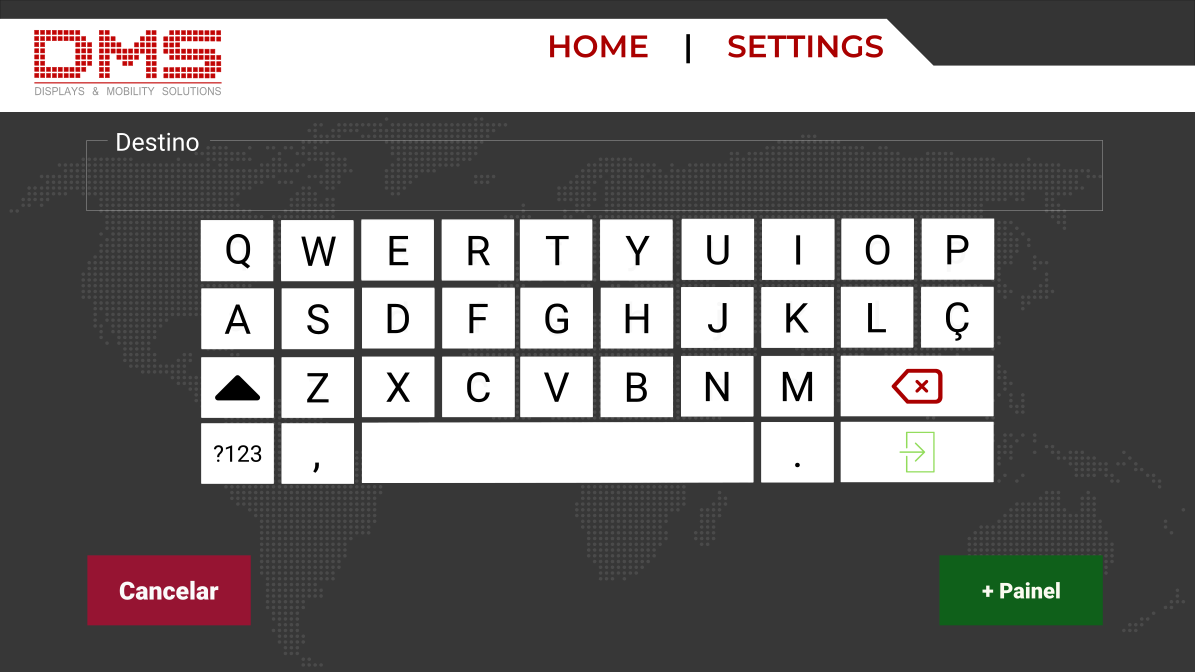 DMS
DISPLAYS & MOBILITY SOLUTIONS
HOME | SETTINGS
Destino
Q W E R T Y U I O P
A S D F G H J K L Ç
Z X C V B N M
?123 , .
Cancelar
+ Painel